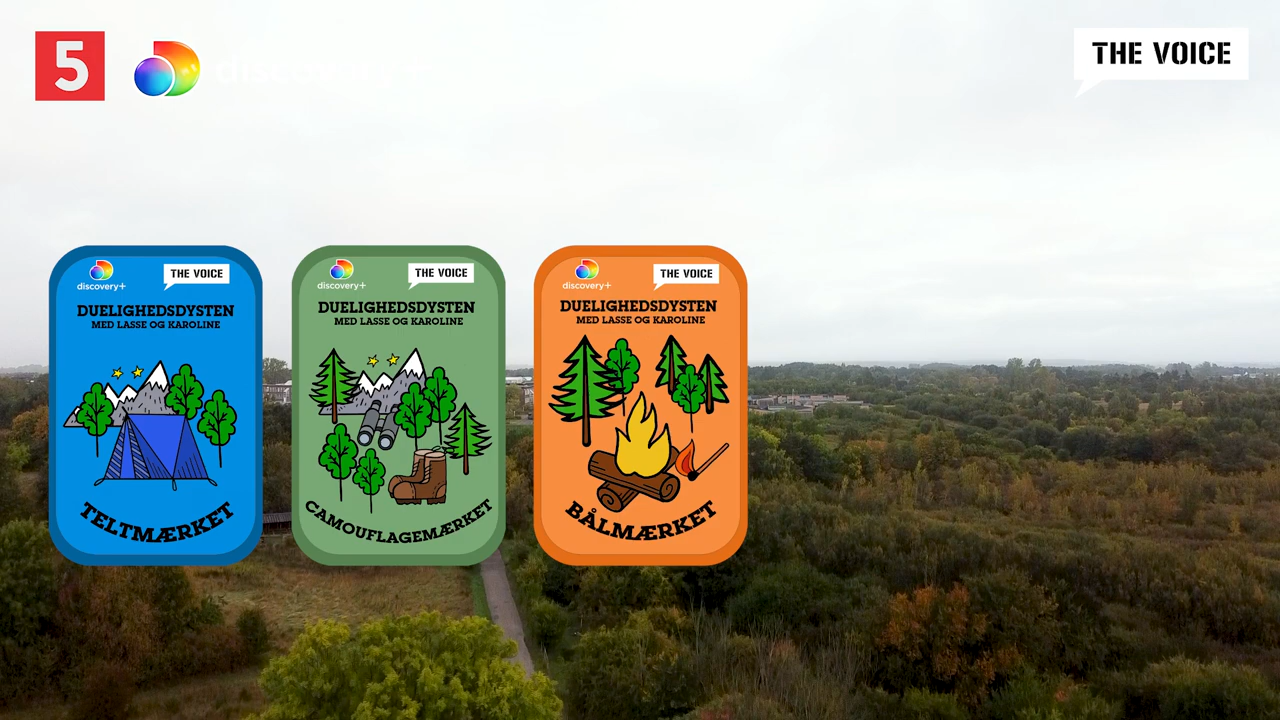 5
discovery+
THE VOICE
discovery+
THE VOICE
DUELIGHEDSDYSTEN
MED LASSE OG KAROLINE
TELTMÆRKET
discovery+
THE VOICE
DUELIGHEDSDYSTEN
MED LASSE OG KAROLINE
CAMOUFLAGEMÆRKET
discovery+
THE VOICE
DUELIGHEDSDYSTEN
MED LASSE OG KAROLINE
BÅLMÆRKET